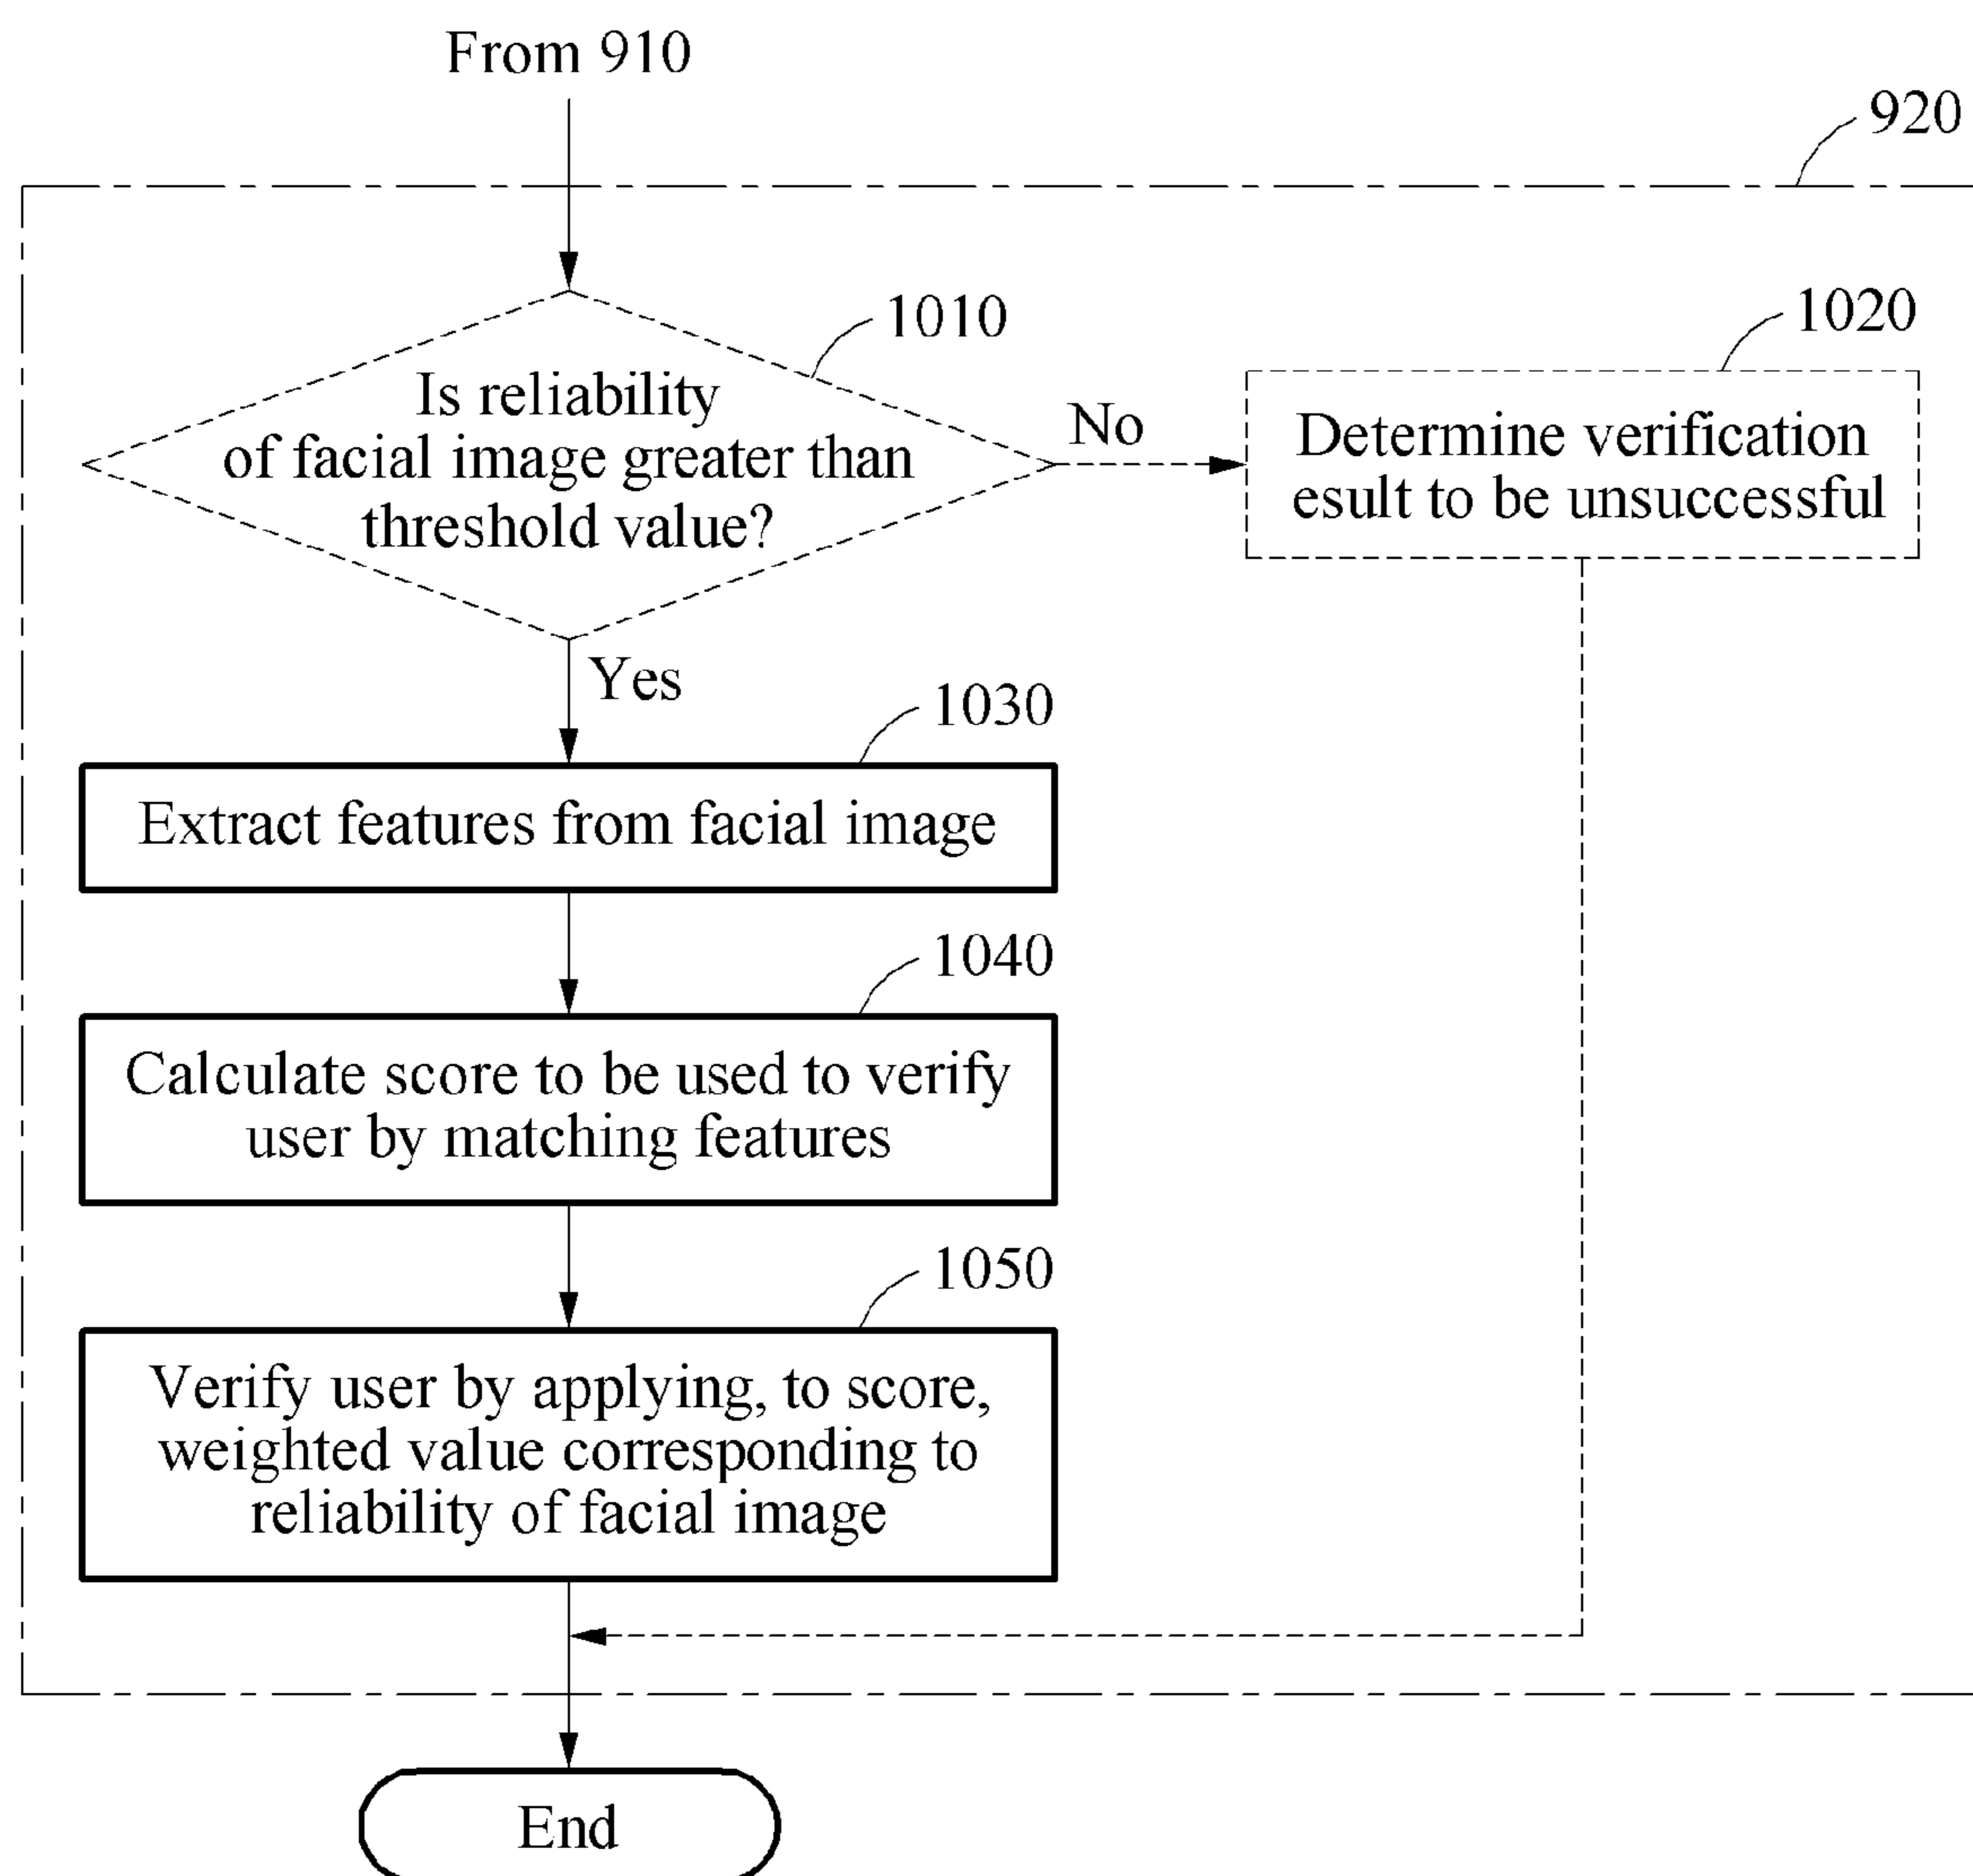 From 910
920
1010
Is reliability
of facial image greater than
threshold value?
No
1020
Determine verification
esult to be unsuccessful
Yes
1030
Extract features from facial image
1040
Calculate score to be used to verify
user by matching features
1050
Verify user by applying, to score,
weighted value corresponding to
reliability of facial image
End